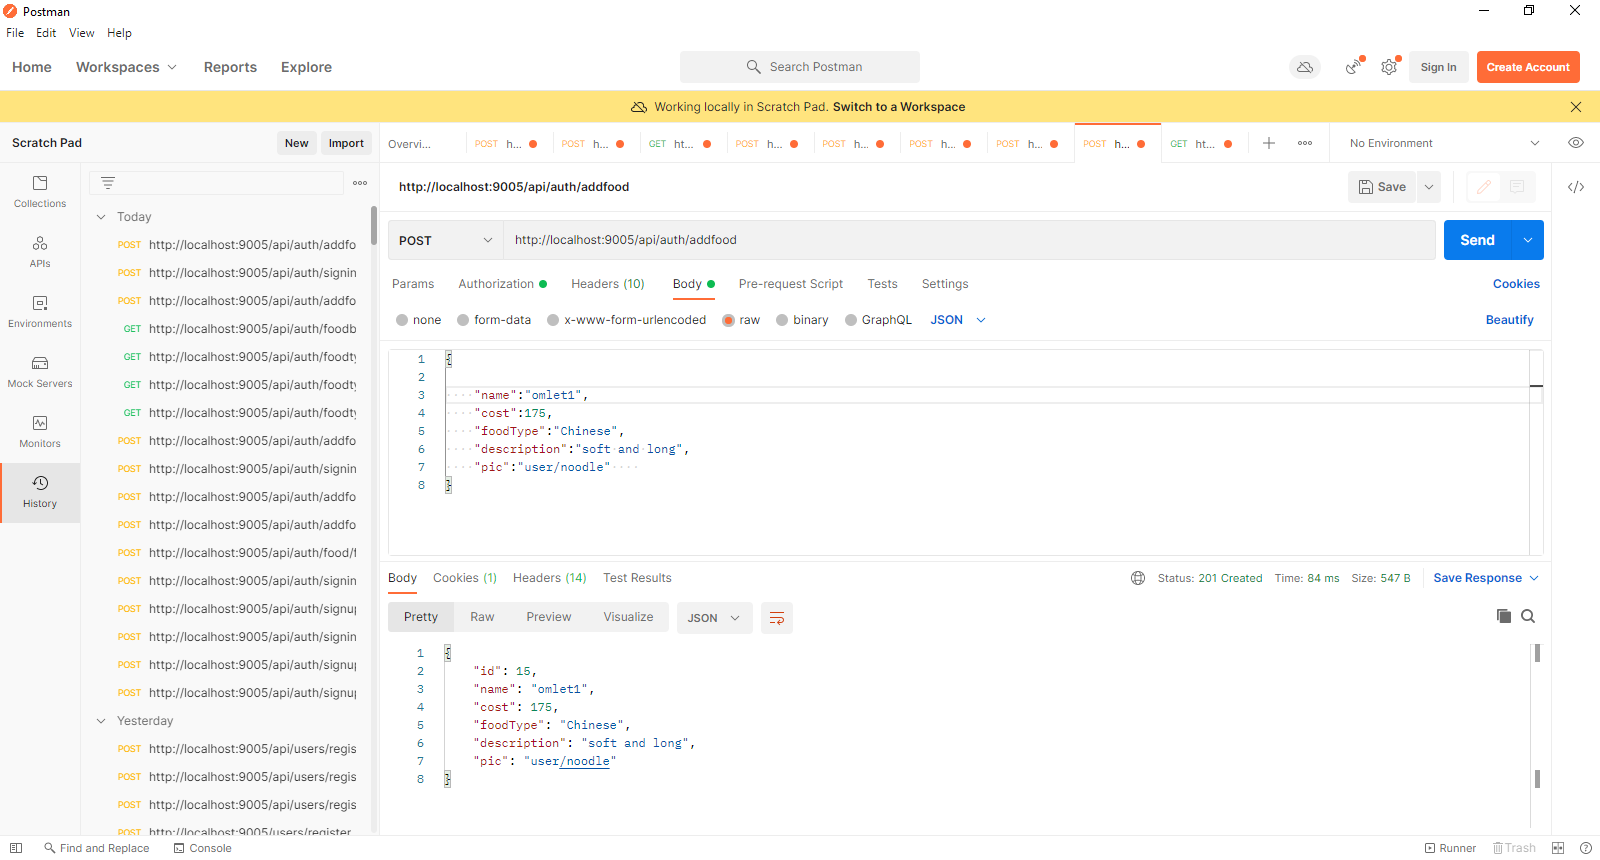 Postman
File Edit View Help
Home Workspaces Reports Explore Search Postman Sign In Create Account
Working locally in Scratch Pad. Switch to a Workspace
Scratch Pad New Import Overvi... POST h... POST h... GET ht... POST h... POST h... POST h... POST h... POST h... GET ht... No Environment
Collections
APIs
Environments
Mock Servers
Monitors
History
Today
POST http://localhost:9005/api/auth/addfo
POST http://localhost:9005/api/auth/signin
POST http://localhost:9005/api/auth/addfo
GET http://localhost:9005/api/auth/foodb
GET http://localhost:9005/api/auth/foodty
GET http://localhost:9005/api/auth/foodty
GET http://localhost:9005/api/auth/foodty
POST http://localhost:9005/api/auth/addfo
POST http://localhost:9005/api/auth/signin
POST http://localhost:9005/api/auth/addfo
POST http://localhost:9005/api/auth/addfo
POST http://localhost:9005/api/auth/food/f
POST http://localhost:9005/api/auth/signin
POST http://localhost:9005/api/auth/signup
POST http://localhost:9005/api/auth/signin
POST http://localhost:9005/api/auth/signup
POST http://localhost:9005/api/auth/signup
Yesterday
POST http://localhost:9005/api/users/regis
POST http://localhost:9005/api/users/regis
POST http://localhost:9005/api/users/regis
POST http://localhost:9005/users/register
http://localhost:9005/api/auth/addfood Save
POST http://localhost:9005/api/auth/addfood Send
Params Authorization Headers (10) Body Pre-request Script Tests Settings Cookies
none form-data x-www-form-urlencoded raw binary GraphQL JSON Beautify
1 {
2
3 "name":"omlet1",
4 "cost":175,
5 "foodType":"Chinese",
6 "description":"soft and long",
7 "pic":"user/noodle"
8 }
Body Cookies (1) Headers (14) Test Results Status: 201 Created Time: 84 ms Size: 547 B Save Response
Pretty Raw Preview Visualize JSON
1 {
2 "id": 15,
3 "name": "omlet1",
4 "cost": 175,
5 "foodType": "Chinese",
6 "description": "soft and long",
7 "pic": "user/noodle"
8 }
Find and Replace Console Runner Trash